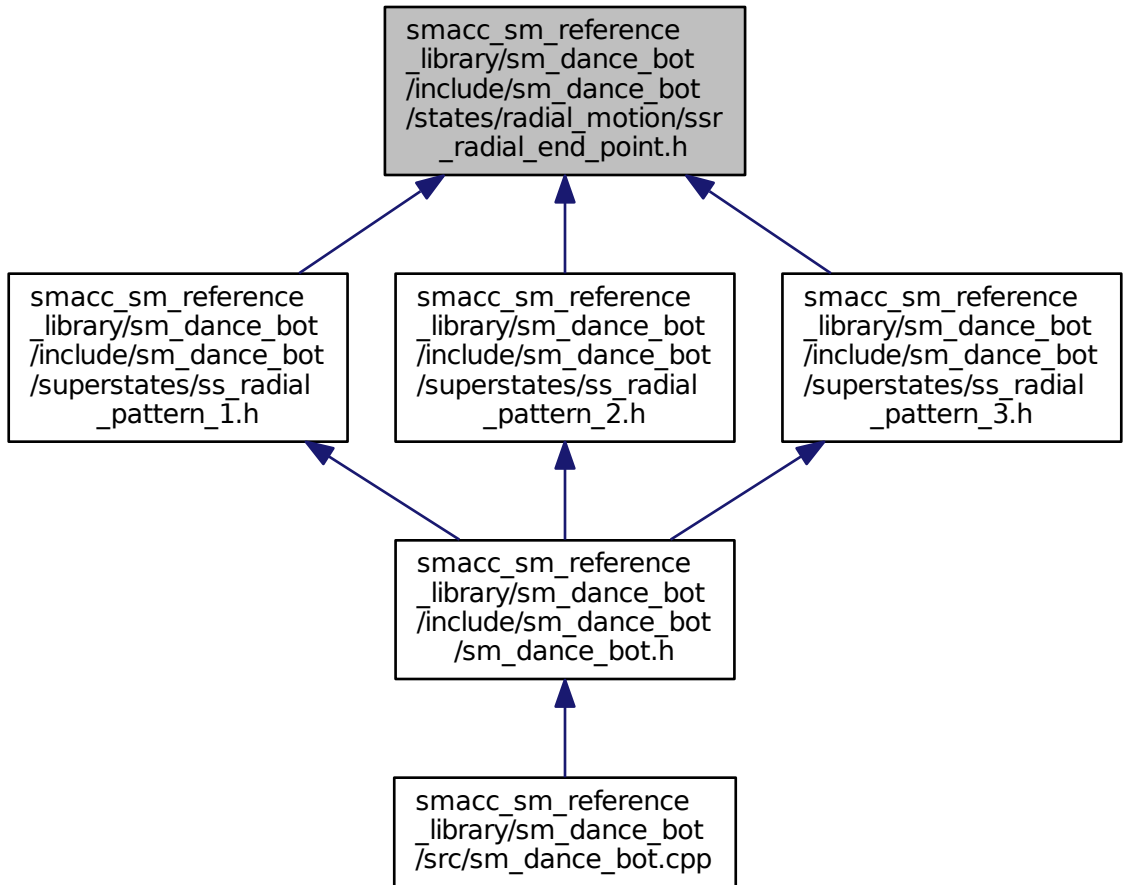 smacc_sm_reference
_library/sm_dance_bot
/include/sm_dance_bot
/states/radial_motion/ssr
_radial_end_point.h
smacc_sm_reference
_library/sm_dance_bot
/include/sm_dance_bot
/superstates/ss_radial
_pattern_1.h
smacc_sm_reference
_library/sm_dance_bot
/include/sm_dance_bot
/superstates/ss_radial
_pattern_2.h
smacc_sm_reference
_library/sm_dance_bot
/include/sm_dance_bot
/superstates/ss_radial
_pattern_3.h
smacc_sm_reference
_library/sm_dance_bot
/include/sm_dance_bot
/sm_dance_bot.h
smacc_sm_reference
_library/sm_dance_bot
/src/sm_dance_bot.cpp